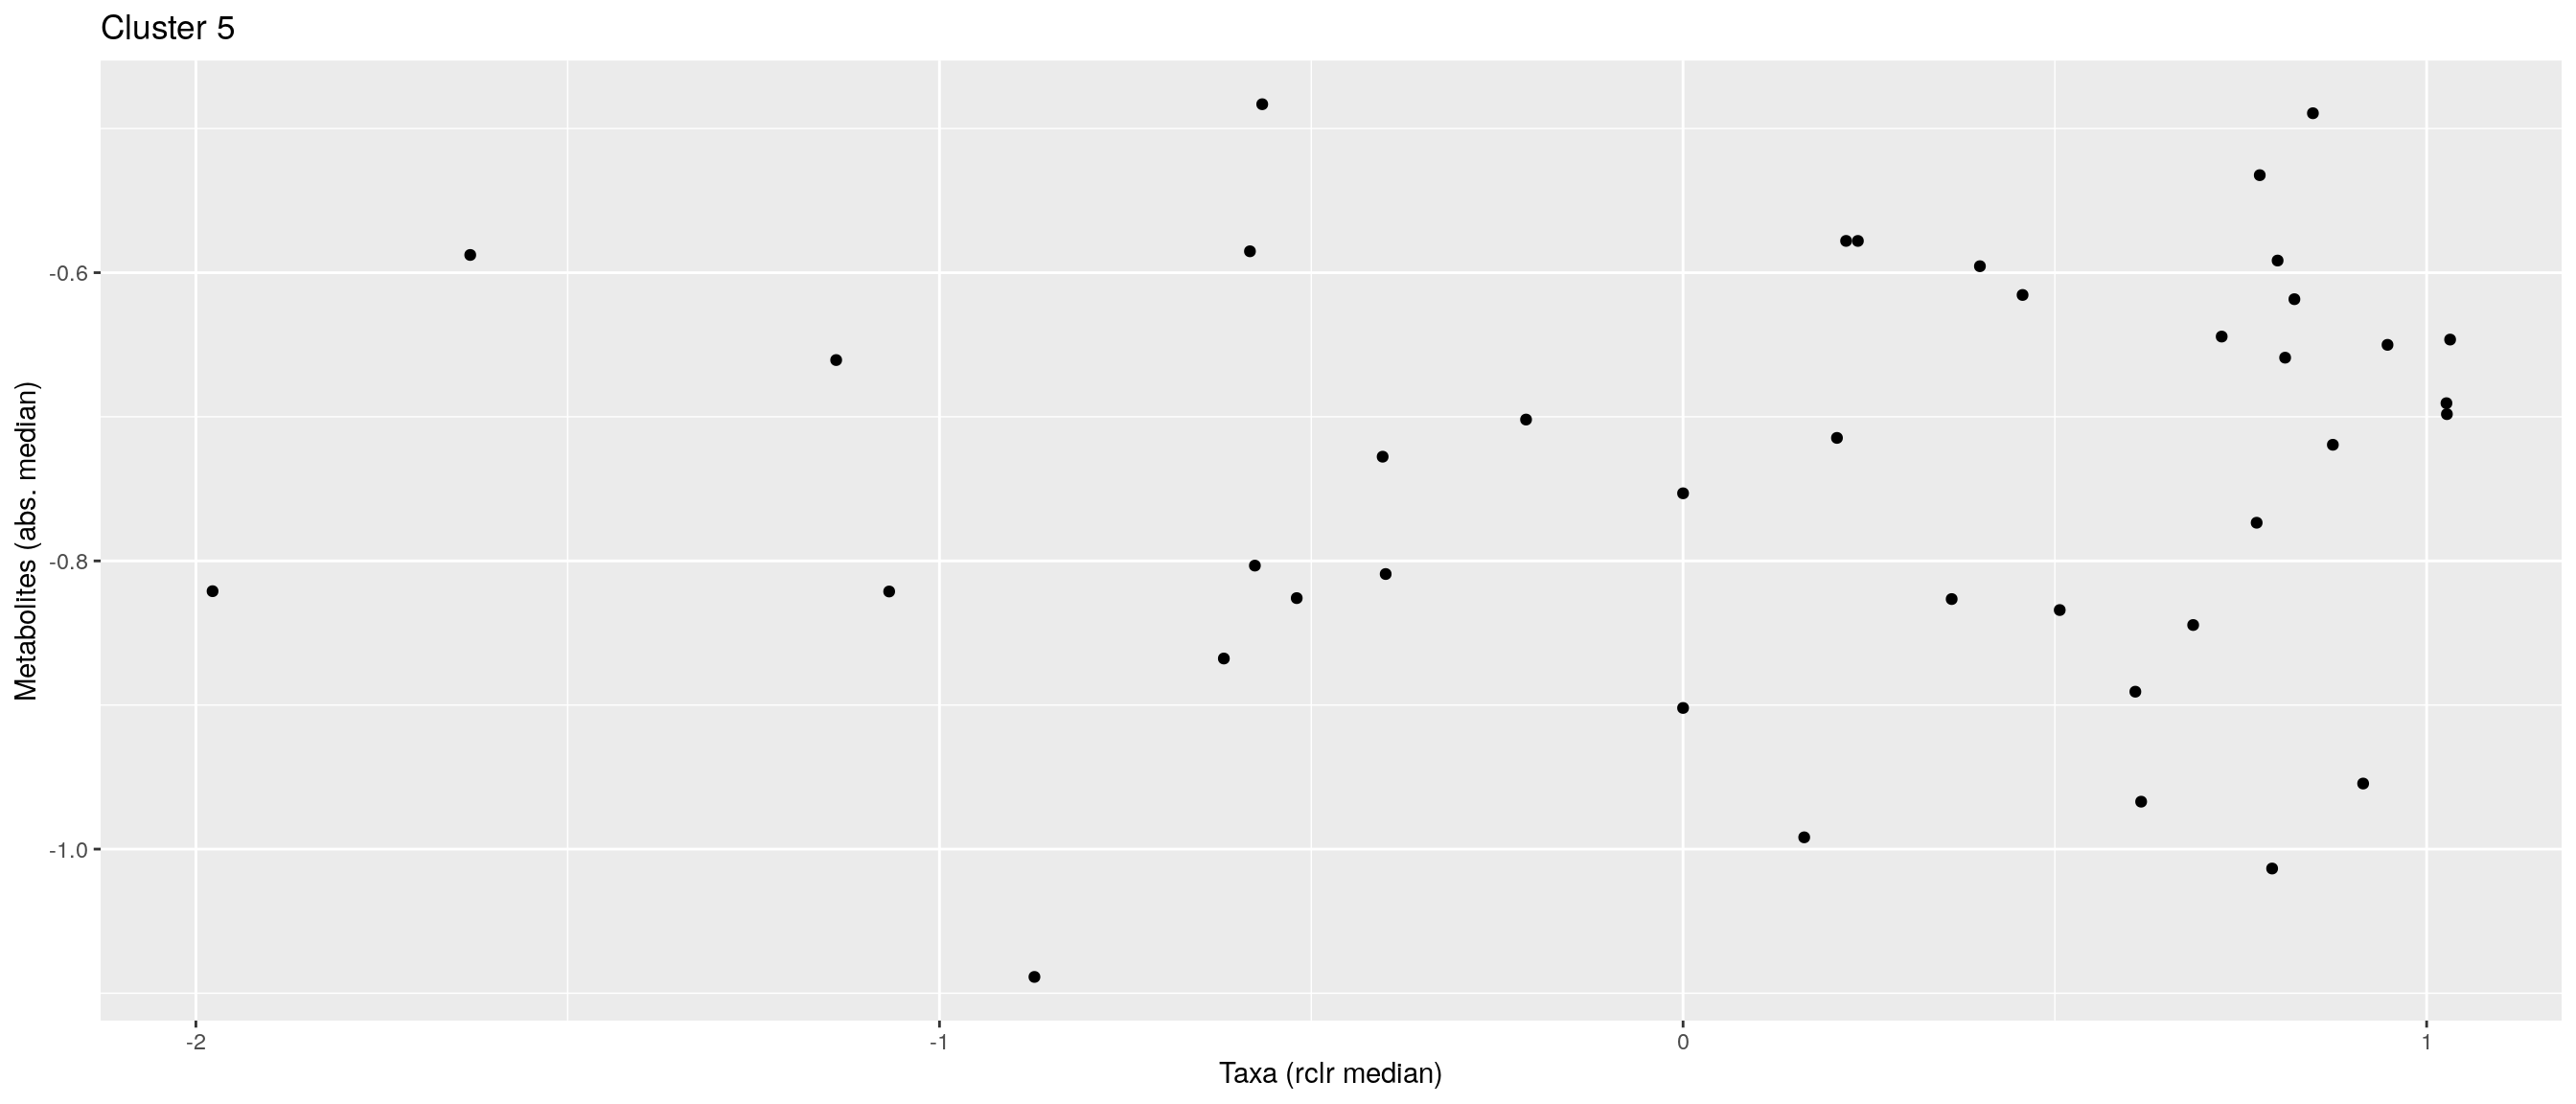 Cluster 5
Metabolites (abs. median)
-0.6
-0.8
-1.0
-2
-1
0
1
Taxa (rclr median)